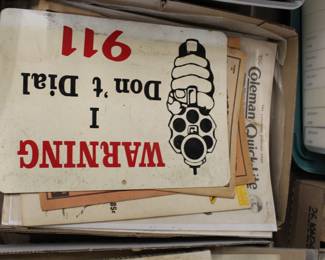 WARNING
I
Don't Dial
911
Coleman Quick-Lite